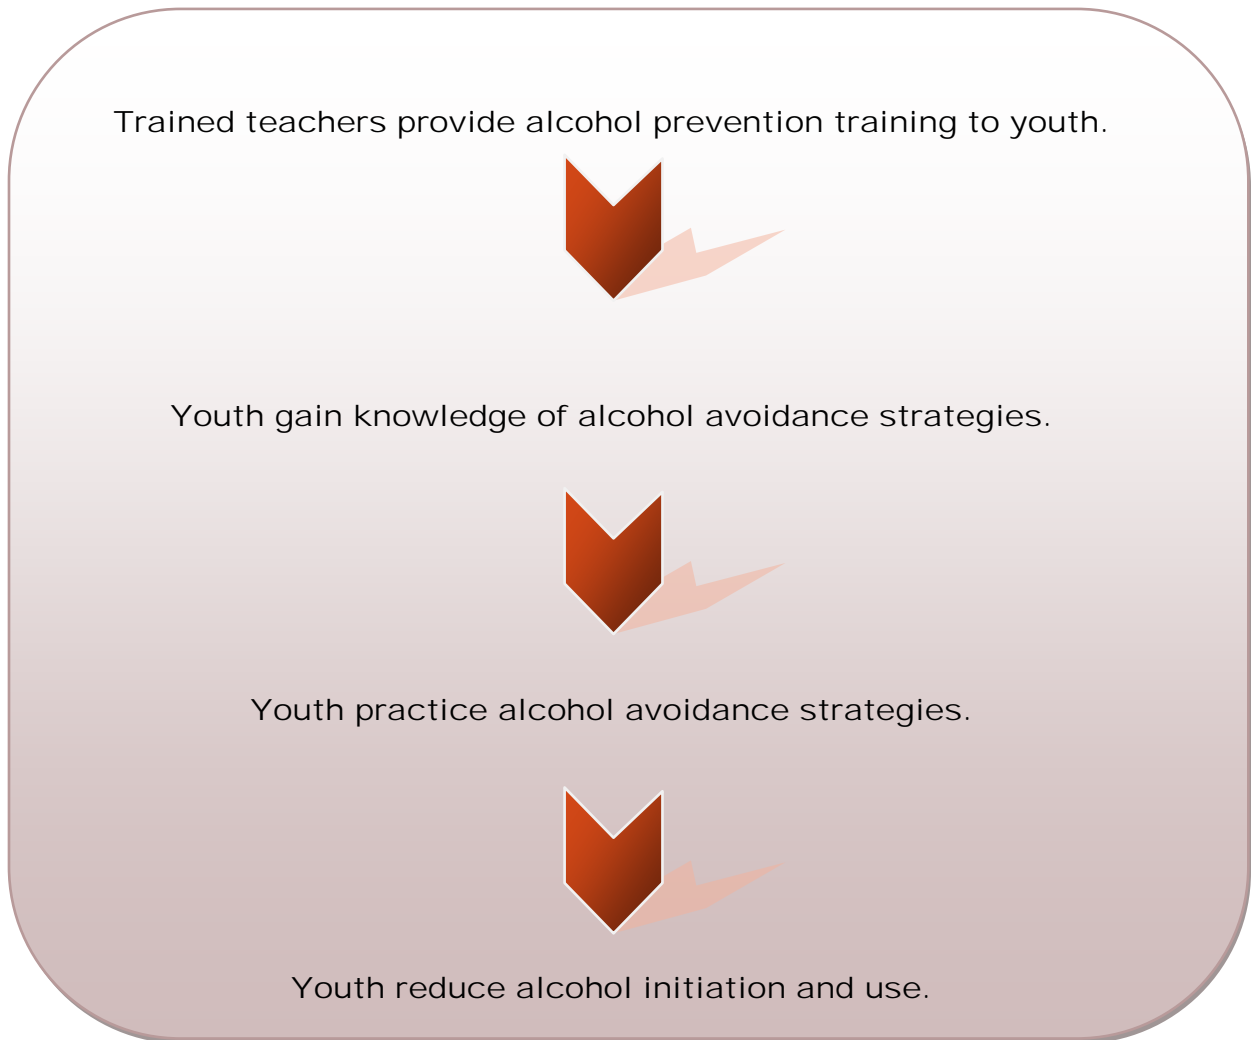 Trained teachers provide alcohol prevention training to youth.
Youth gain knowledge of alcohol avoidance strategies.
Youth practice alcohol avoidance strategies.
Youth reduce alcohol initiation and use.